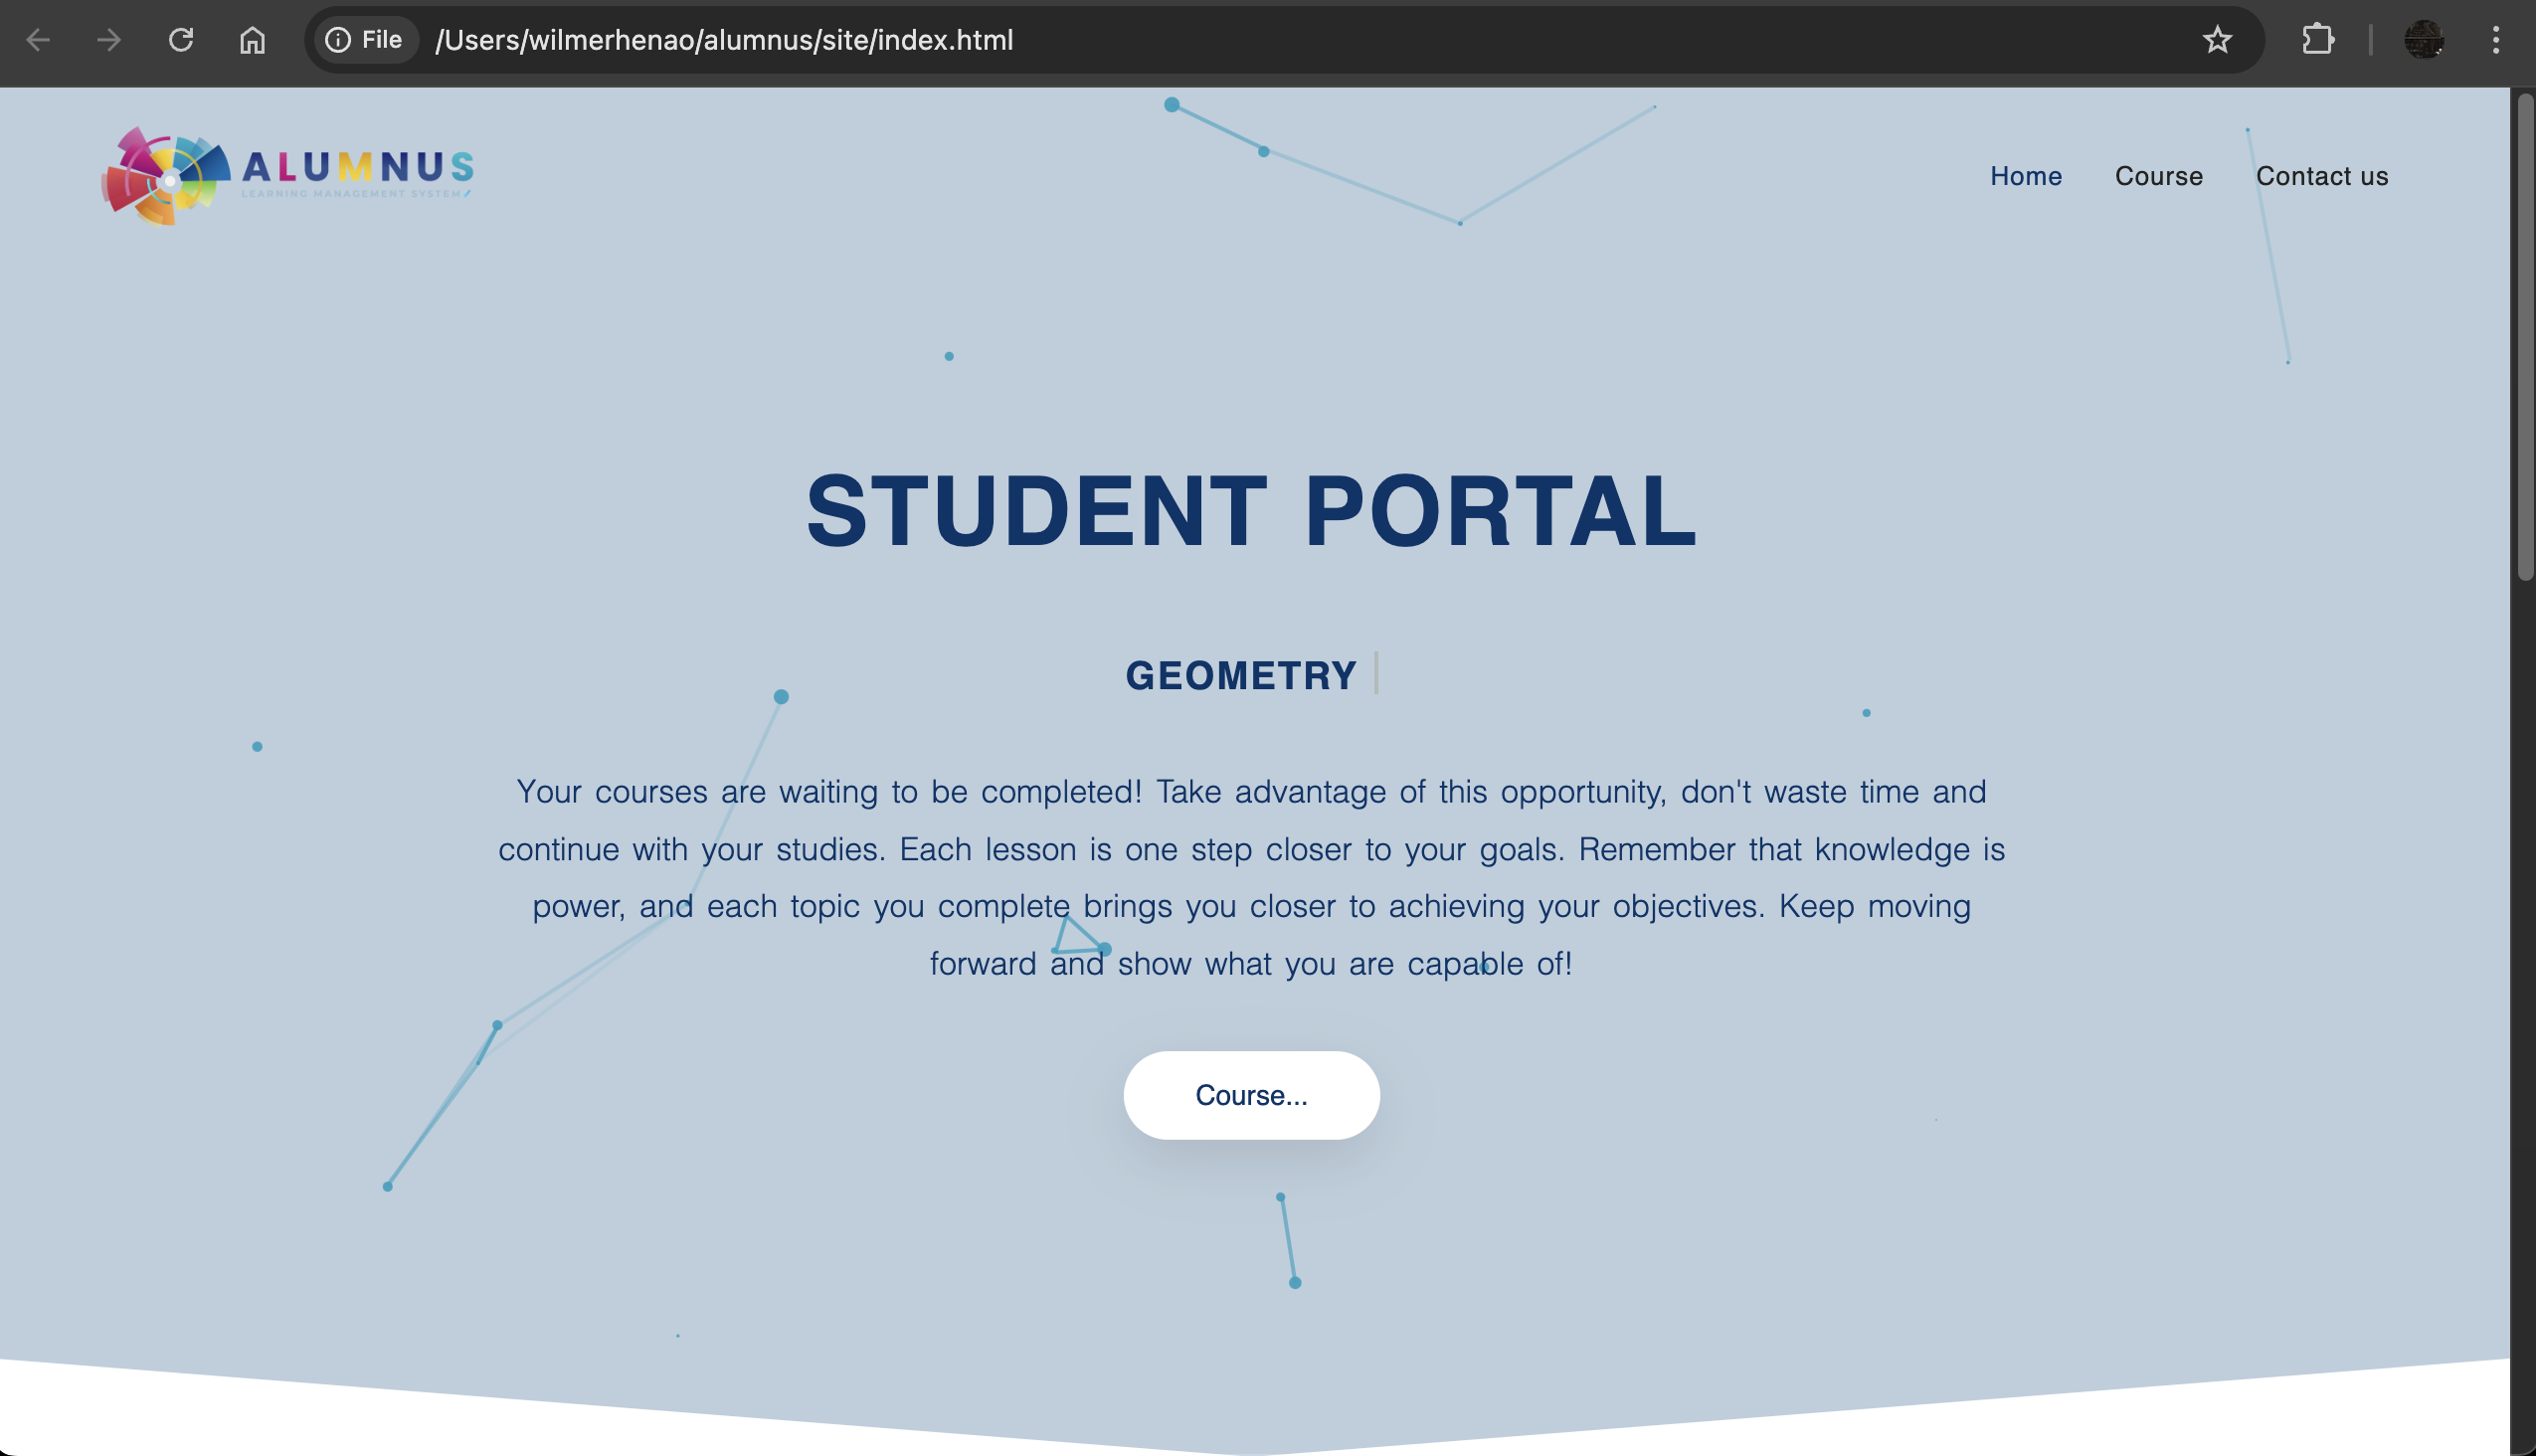 File /Users/wilmerhenao/alumnus/site/index.html
ALUMNUS
LEARNING MANAGEMENT SYSTEM
Home Course Contact us
STUDENT PORTAL
GEOMETRY
Your courses are waiting to be completed! Take advantage of this opportunity, don't waste time and
continue with your studies. Each lesson is one step closer to your goals. Remember that knowledge is
power, and each topic you complete brings you closer to achieving your objectives. Keep moving
forward and show what you are capable of!
Course...